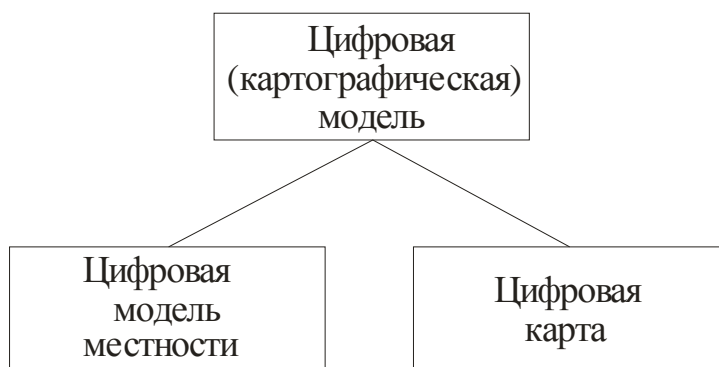 Цифровая
(картографическая)
модель
Цифровая
модель
местности
Цифровая
карта